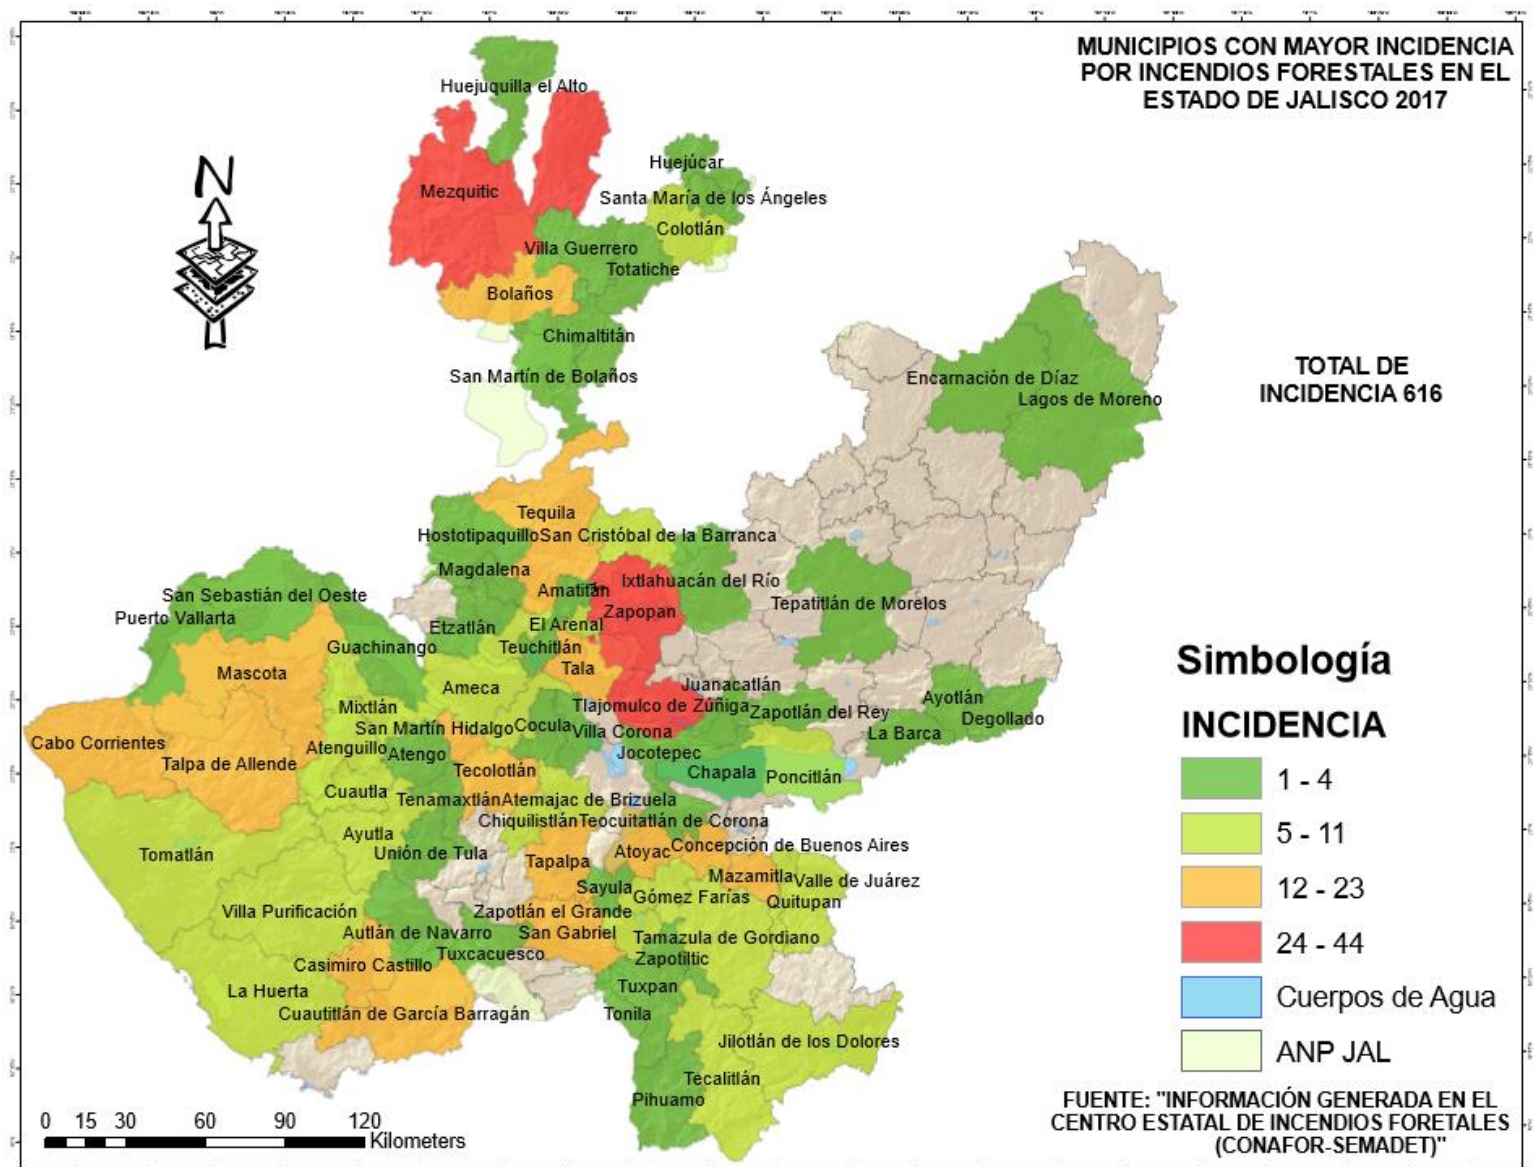 MUNICIPIOS CON MAYOR INCIDENCIA
POR INCENDIOS FORESTALES EN EL
ESTADO DE JALISCO 2017
Huejuquilla el Alto
N
Huejúcar
Mezquitic
Santa María de los Ángeles
Colotlán
Villa Guerrero
Totatiche
Bolaños
Chimaltitán
San Martín de Bolaños
TOTAL DE
INCIDENCIA 616
Encarnación de Díaz
Lagos de Moreno
Tequila
Hostotipaquillo
San Cristóbal de la Barranca
Magdalena
Ixtlahuacán del Río
Amatitán
San Sebastián del Oeste
Tepatitlán de Morelos
Zapopan
Puerto Vallarta
El Arenal
Etzatlán
Guachinango
Teuchitlán
Tala
Mascota
Ameca
Juanacatlán
Ayotlán
Mixtlán
Tlajomulco de Zúñiga
Zapotlán del Rey
Degollado
San Martín Hidalgo
Cocula
Villa Corona
La Barca
Cabo Corrientes
Atenguillo
Atengo
Jocotepec
Talpa de Allende
Tecolotlán
Chapala
Poncitlán
Cuautla
Tenamaxtlán
Atemajac de Brizuela
Chiquilistlán
Teocuitatlán de Corona
Ayutla
Tomatlán
Unión de Tula
Tapalpa
Atoyac
Concepción de Buenos Aires
Mazamitla
Valle de Juárez
Sayula
Gómez Farías
Quitupan
Villa Purificación
Zapotlán el Grande
Autlán de Navarro
San Gabriel
Tamazula de Gordiano
Tuxcacuesco
Zapotiltic
Casimiro Castillo
La Huerta
Tuxpan
Cuautitlán de García Barragán
Tonila
Jilotlán de los Dolores
Tecalitlán
Pihuamo
Simbología
INCIDENCIA
1 - 4
5 - 11
12 - 23
24 - 44
Cuerpos de Agua
ANP JAL
FUENTE: "INFORMACIÓN GENERADA EN EL
CENTRO ESTATAL DE INCENDIOS FORETALES
(CONAFOR-SEMADET)"
0 15 30 60 90 120
Kilometers